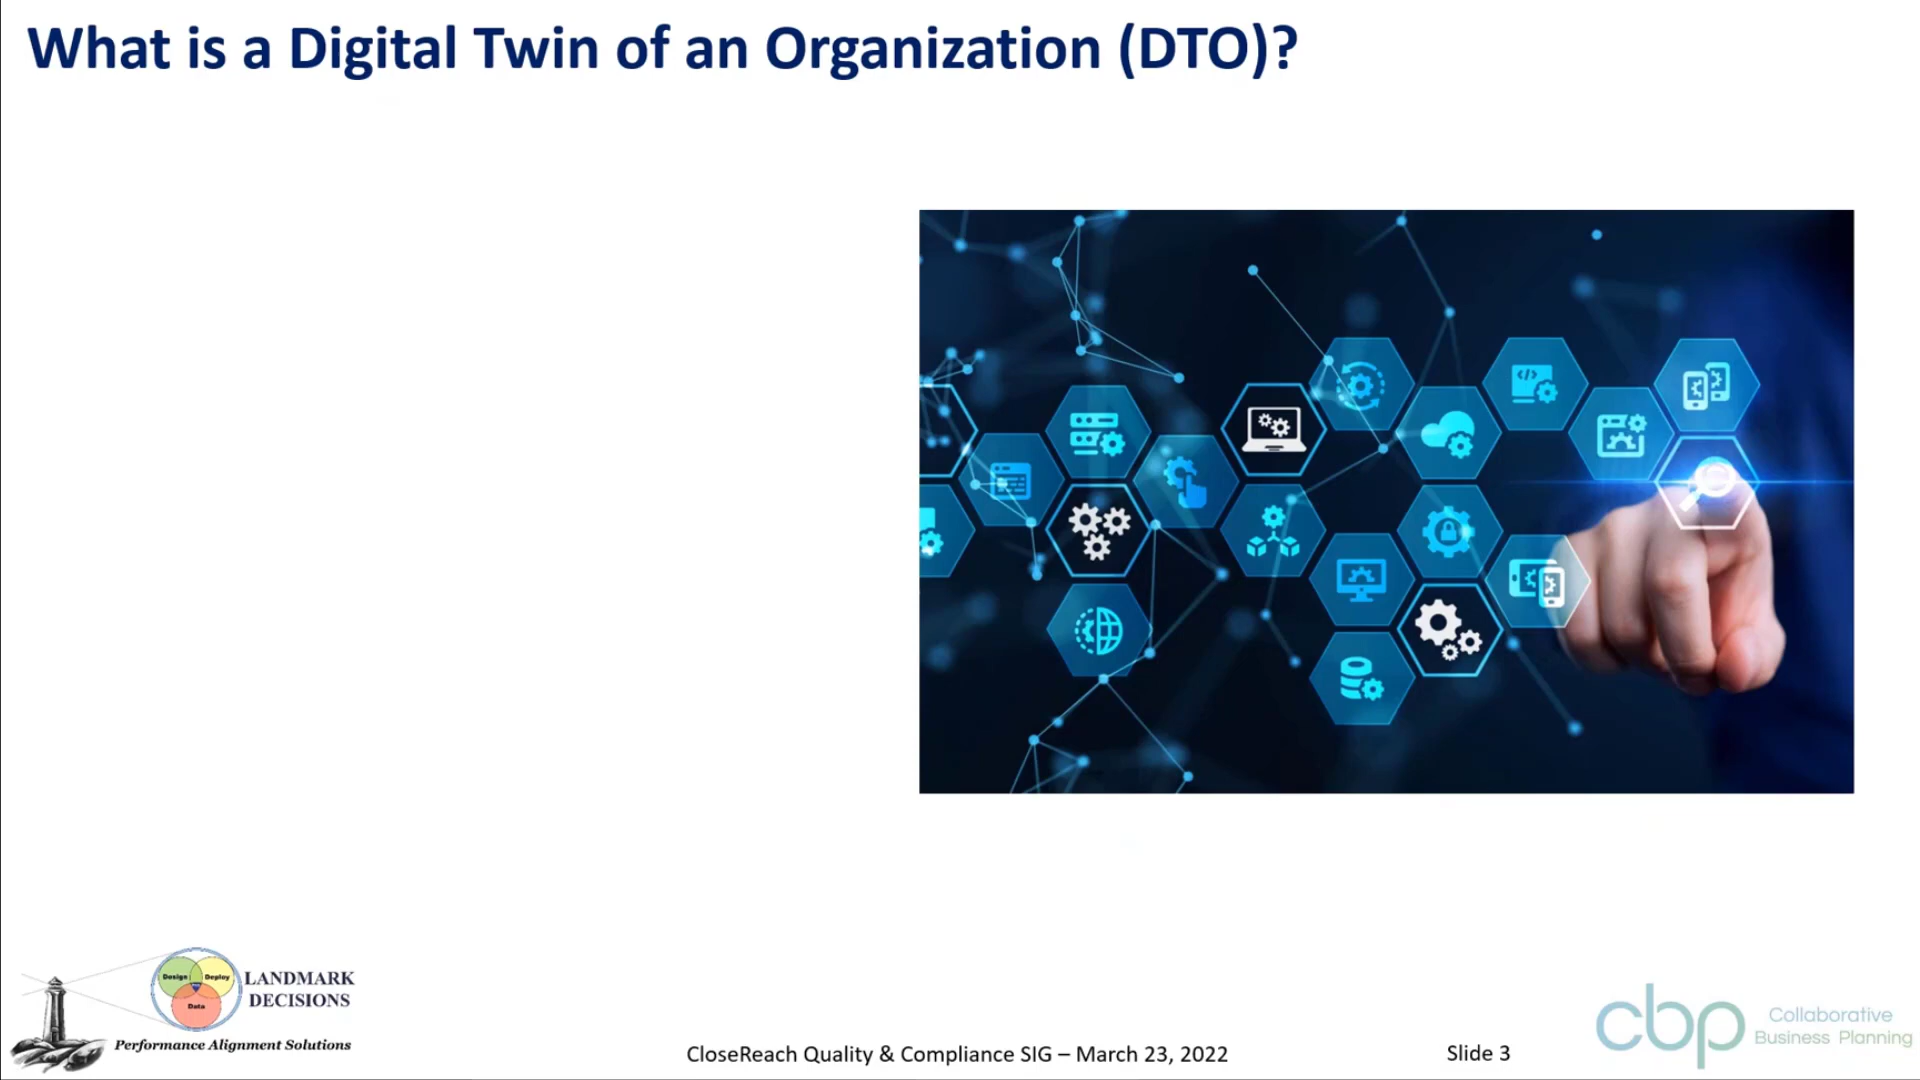 What is a Digital Twin of an Organization (DTO)?
</>
Design
Deploy
Data
LANDMARK
DECISIONS
Performance Alignment Solutions
CloseReach Quality & Compliance SIG – March 23, 2022
Slide 3
cbp
Collaborative
Business Planning